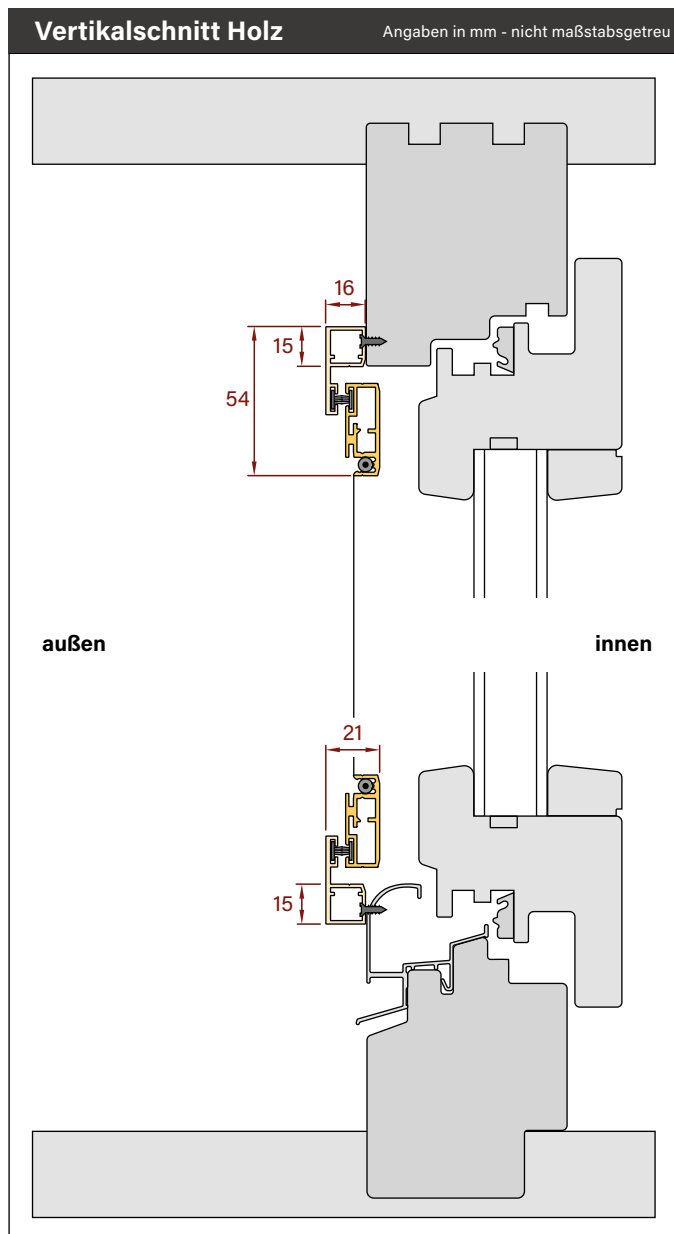 Vertikalschnitt Holz
Angaben in mm - nicht maßstabsgetreu
16
15
54
außen
innen
21
15